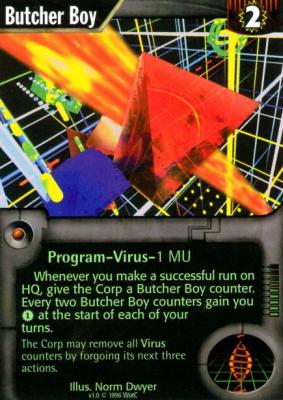 Butcher Boy
2
Program-Virus-1 MU
Whenever you make a successful run on
HQ, give the Corp a Butcher Boy counter.
Every two Butcher Boy counters gain you
1 at the start of each of your
turns.
The Corp may remove all Virus
counters by forgoing its next three
actions.
Illus. Norm Dwyer
v1.0 © 1996 WotC